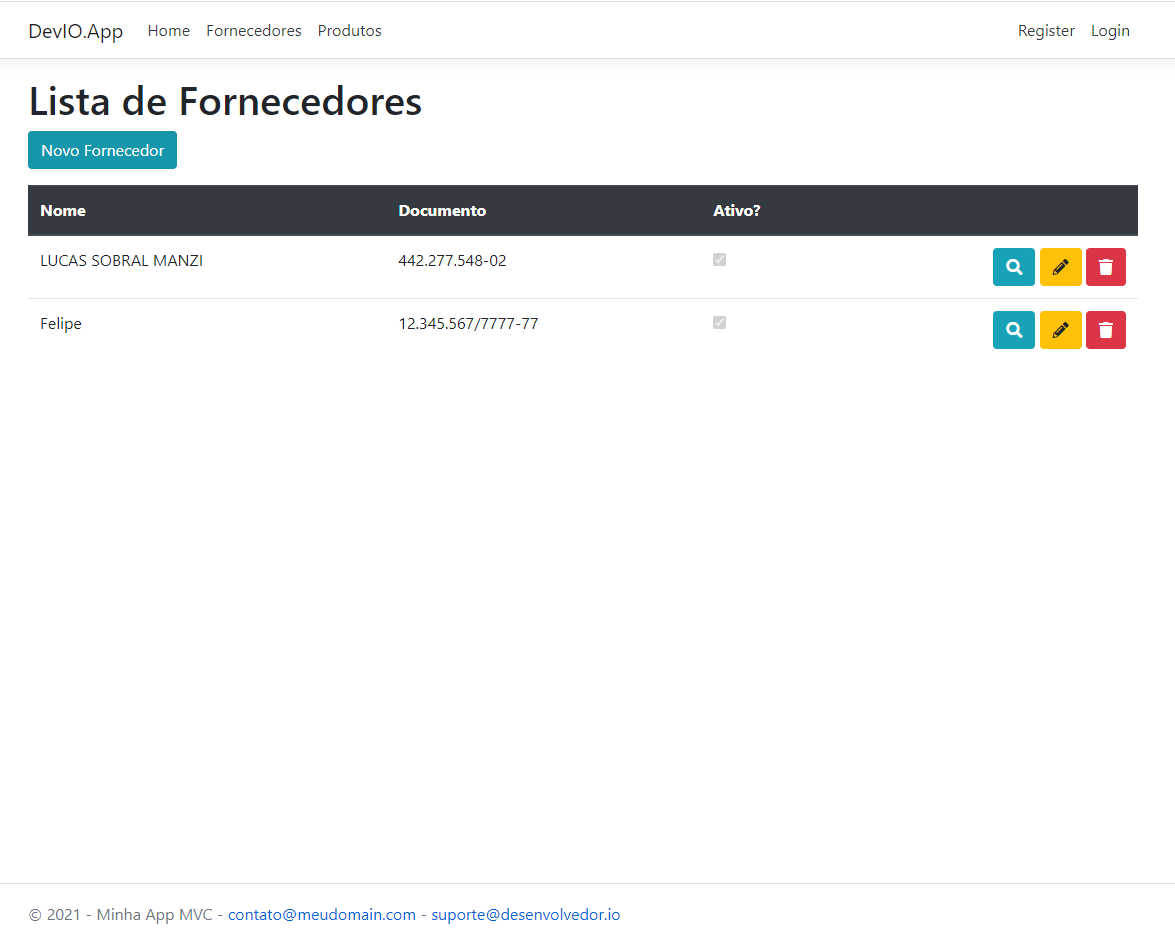 DevIO.App Home Fornecedores Produtos Register Login
Lista de Fornecedores
Novo Fornecedor
Nome Documento Ativo?
LUCAS SOBRAL MANZI 442.277.548-02
Felipe 12.345.567/7777-77
© 2021 - Minha App MVC - contato@meudomain.com - suporte@desenvolvedor.io